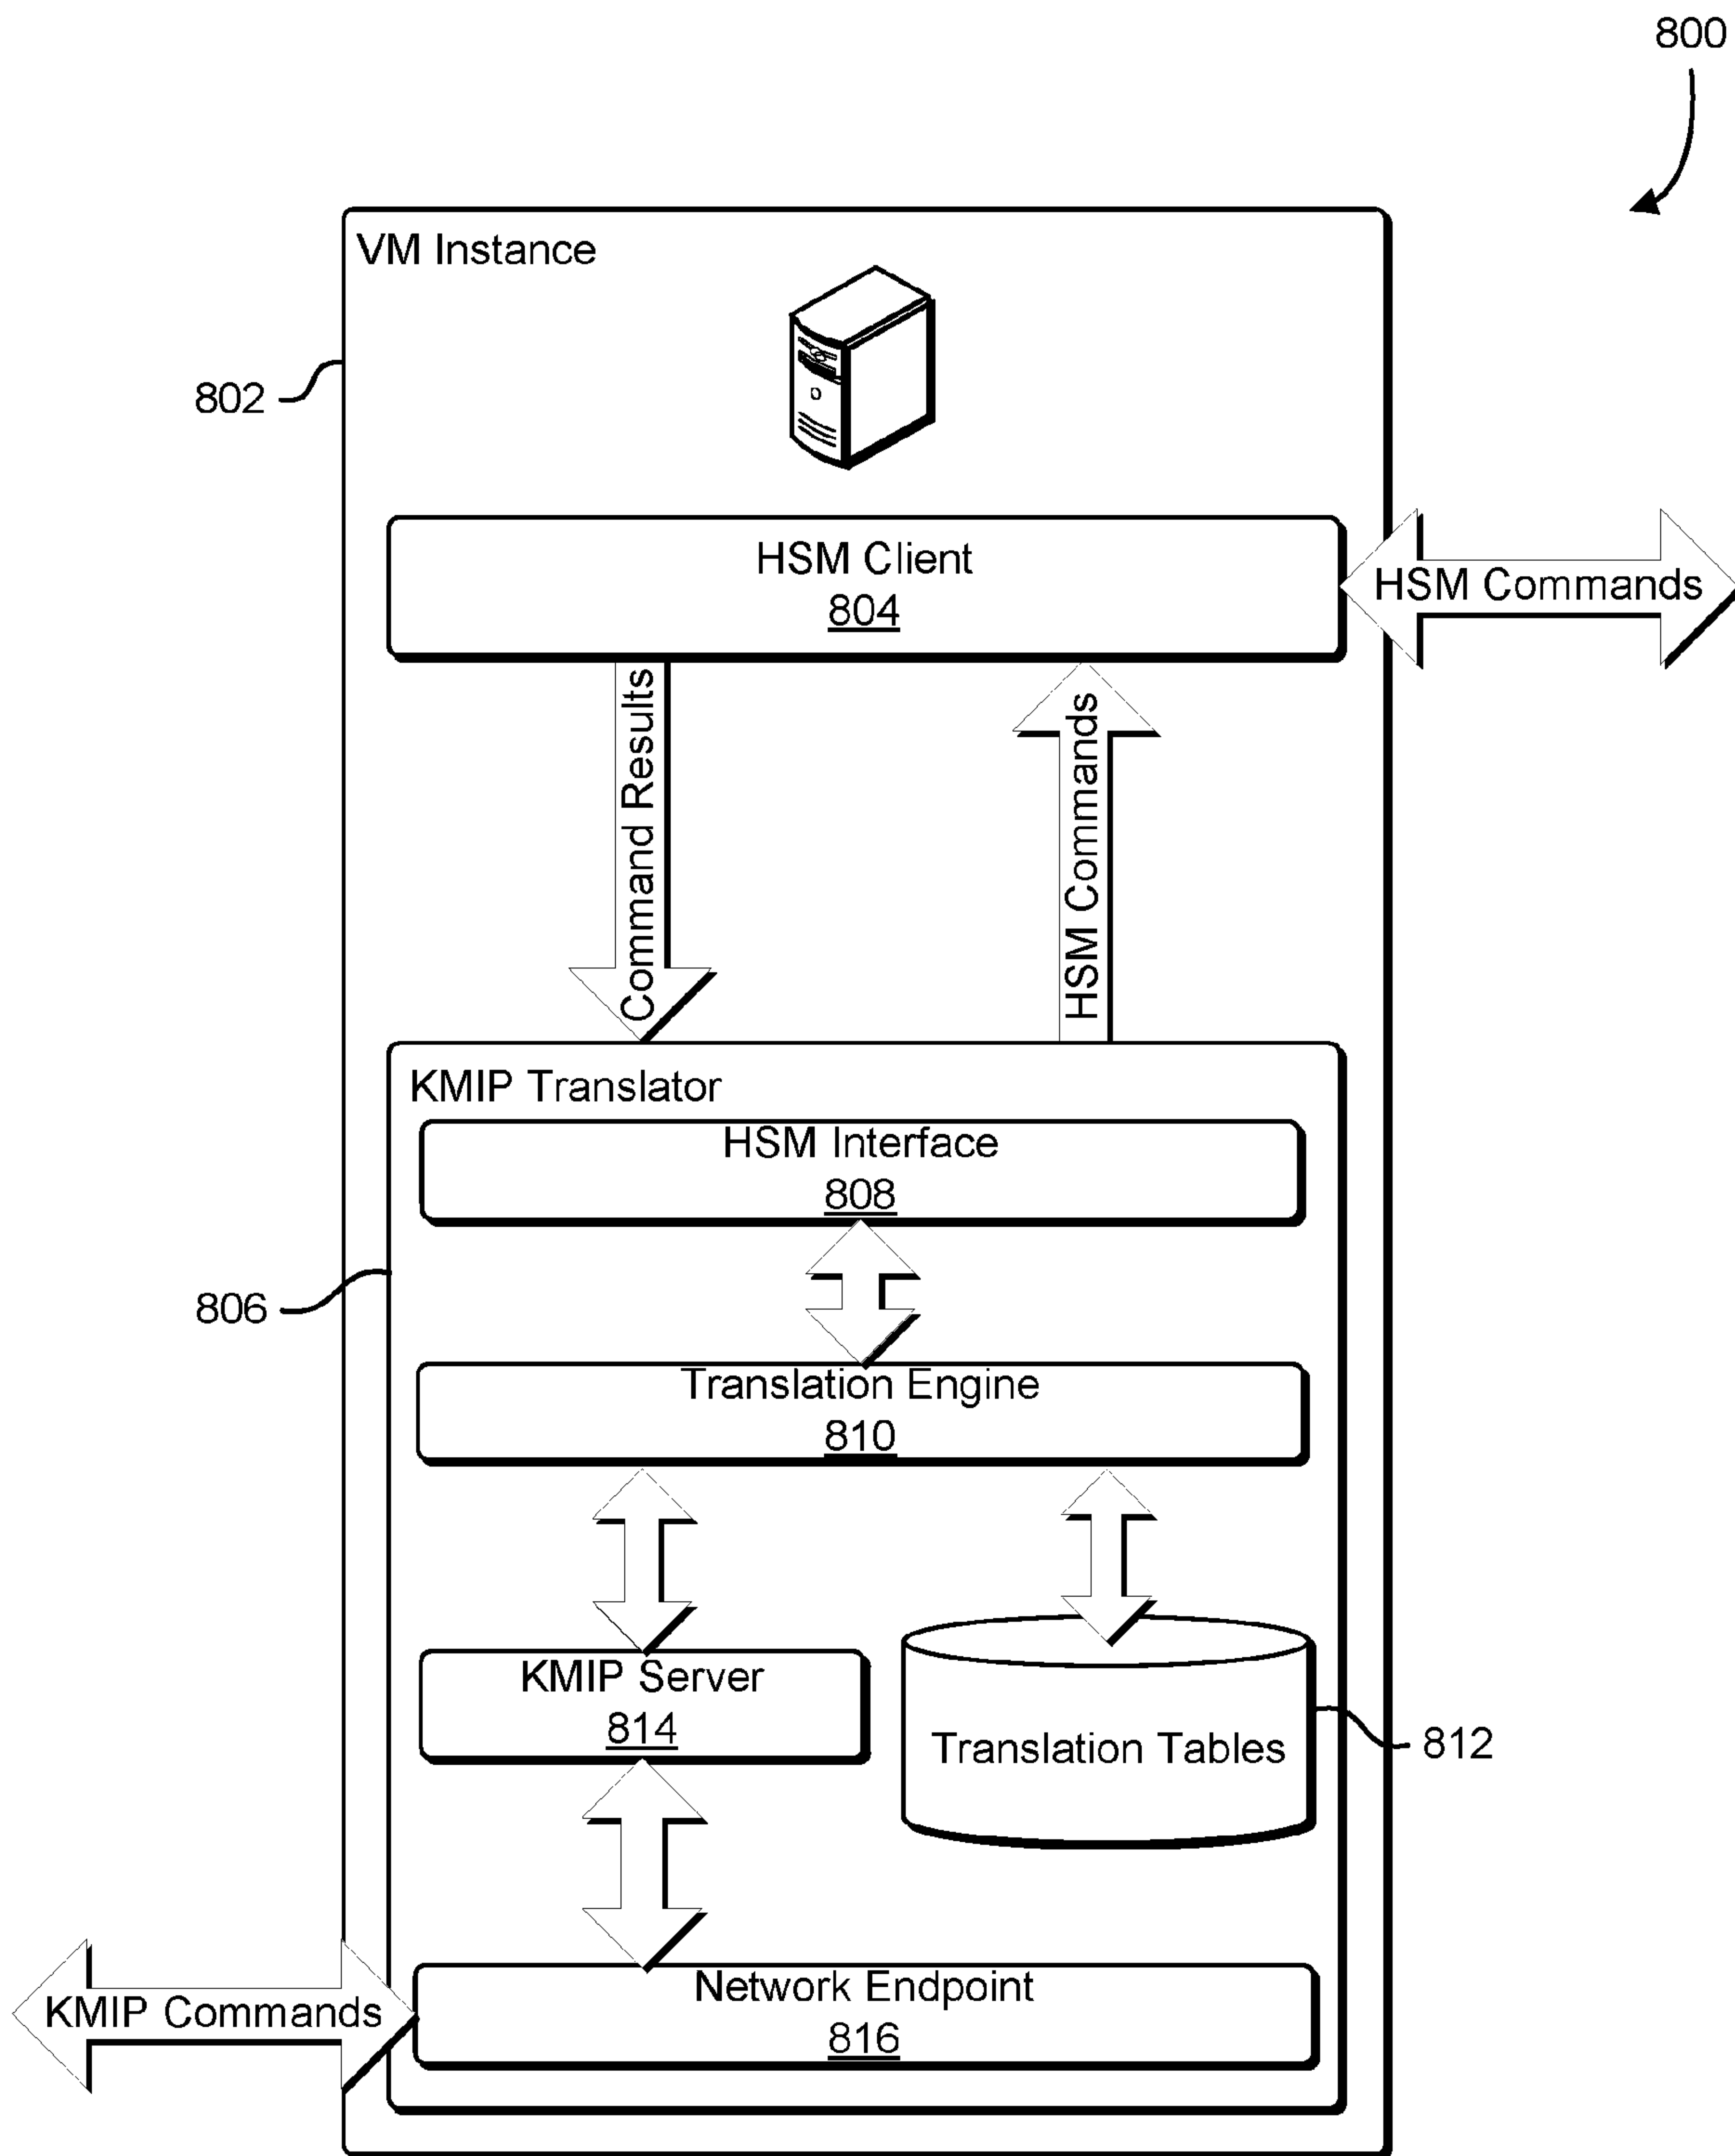 800
VM Instance
802
HSM Client
804
HSM Commands
Command Results
HSM Commands
KMIP Translator
HSM Interface
808
806
Translation Engine
810
KMIP Server
814
Translation Tables
812
Network Endpoint
816
KMIP Commands